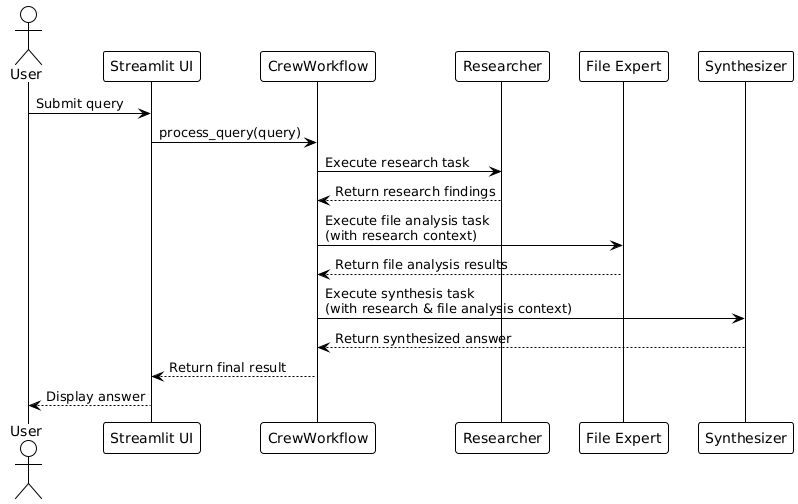 User
Streamlit UI
CrewWorkflow
Researcher
File Expert
Synthesizer
Submit query
process_query(query)
Execute research task
Return research findings
Execute file analysis task
(with research context)
Return file analysis results
Execute synthesis task
(with research & file analysis context)
Return synthesized answer
Return final result
Display answer
User
Streamlit UI
CrewWorkflow
Researcher
File Expert
Synthesizer